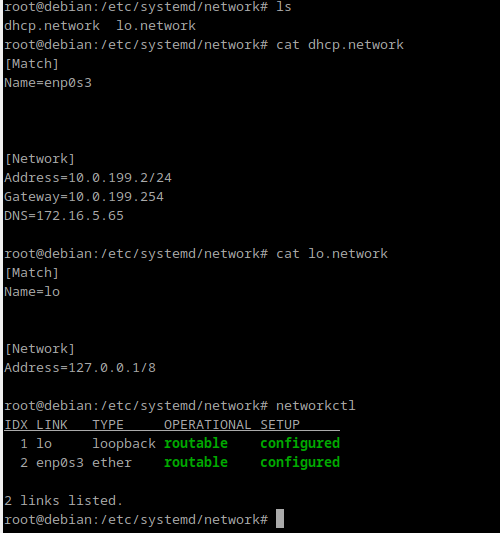 root@debian:/etc/systemd/network# ls
dhcp.network  lo.network
root@debian:/etc/systemd/network# cat dhcp.network
[Match]
Name=enp0s3
[Network]
Address=10.0.199.2/24
Gateway=10.0.199.254
DNS=172.16.5.65
root@debian:/etc/systemd/network# cat lo.network
[Match]
Name=lo
[Network]
Address=127.0.0.1/8
root@debian:/etc/systemd/network# networkctl
IDX LINK   TYPE     OPERATIONAL SETUP
  1 lo     loopback routable    configured
  2 enp0s3 ether    routable    configured
2 links listed.
root@debian:/etc/systemd/network#